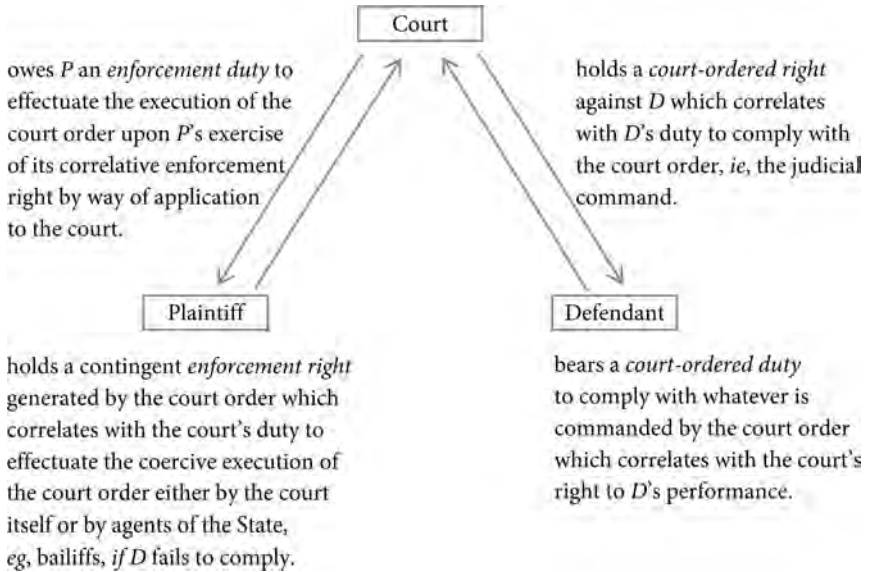 Court
owes P an enforcement duty to
effectuate the execution of the
court order upon P's exercise
of its correlative enforcement
right by way of application
to the court.
holds a court-ordered right
against D which correlates
with D's duty to comply with
the court order, ie, the judicial
command.
Plaintiff
holds a contingent enforcement right
generated by the court order which
correlates with the court's duty to
effectuate the coercive execution of
the court order either by the court
itself or by agents of the State,
eg, bailiffs, if D fails to comply.
Defendant
bears a court-ordered duty
to comply with whatever is
commanded by the court order
which correlates with the court's
right to D's performance.